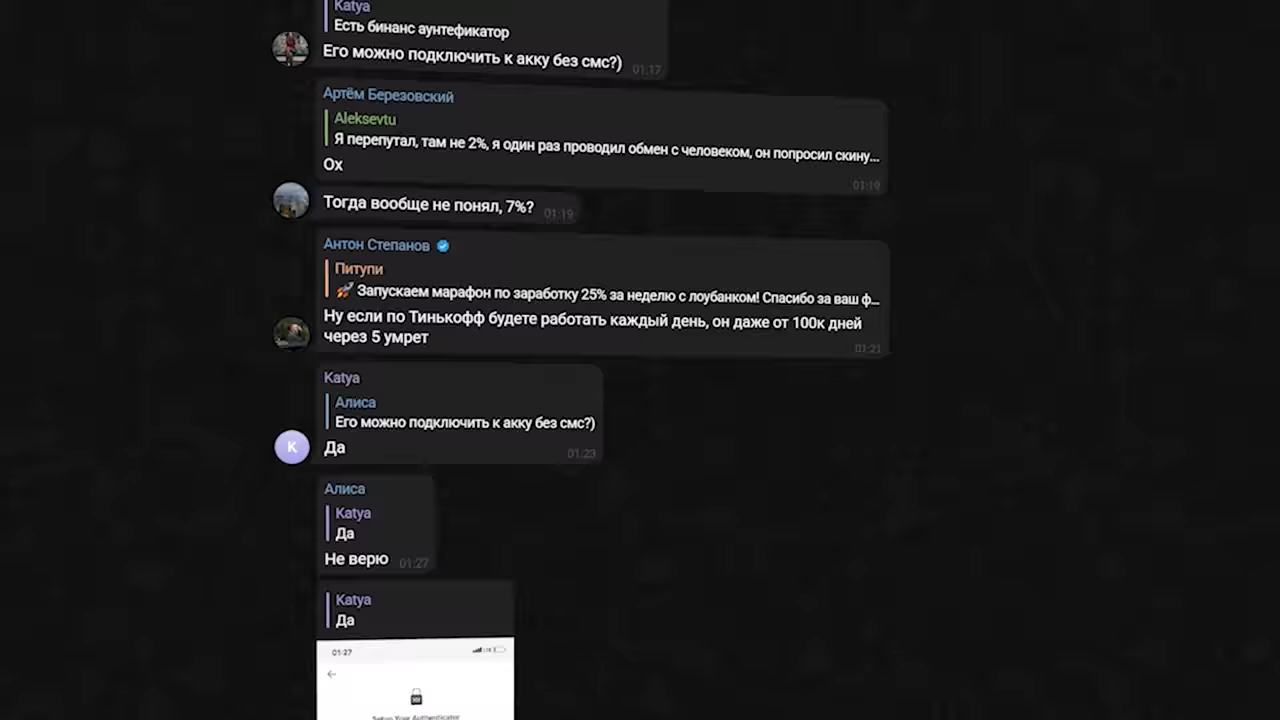 Katya
Есть бинанс аунтефикатор
Его можно подключить к акку без смс?)
01:17
Артём Березовский
Aleksevtu
Я перепутал, там не 2%, я один раз проводил обмен с человеком, он попросил скину...
Ох
01:19
Тогда вообще не понял, 7%?
01:19
Антон Степанов
Питупи
🚀 Запускаем марафон по заработку 25% за неделю с лоубанком! Спасибо за ваш ф...
Ну если по Тинькофф будете работать каждый день, он даже от 100к дней
через 5 умрет
01:21
Katya
Алиса
Его можно подключить к акку без смс?)
К
Да
01:23
Алиса
Katya
Да
Не верю
01:27
Katya
Да
01:27
LTE
Setup Your Authenticator